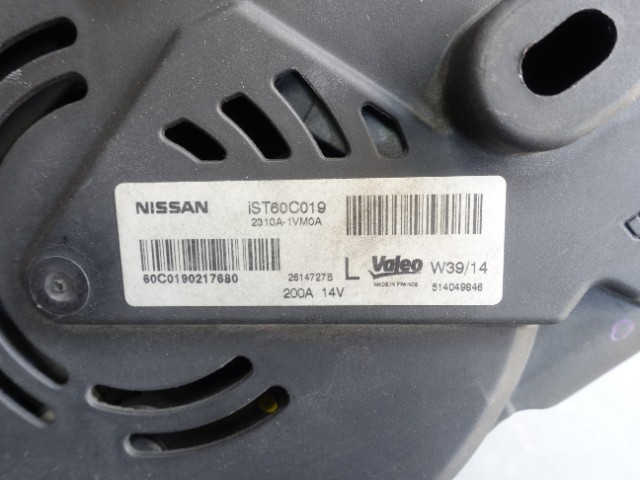 NISSAN iST60C019
2310A-1VM0A
60C0190217680
2614727B
200A 14V
L Valeo W39/14
MADE IN FRANCE
514049846